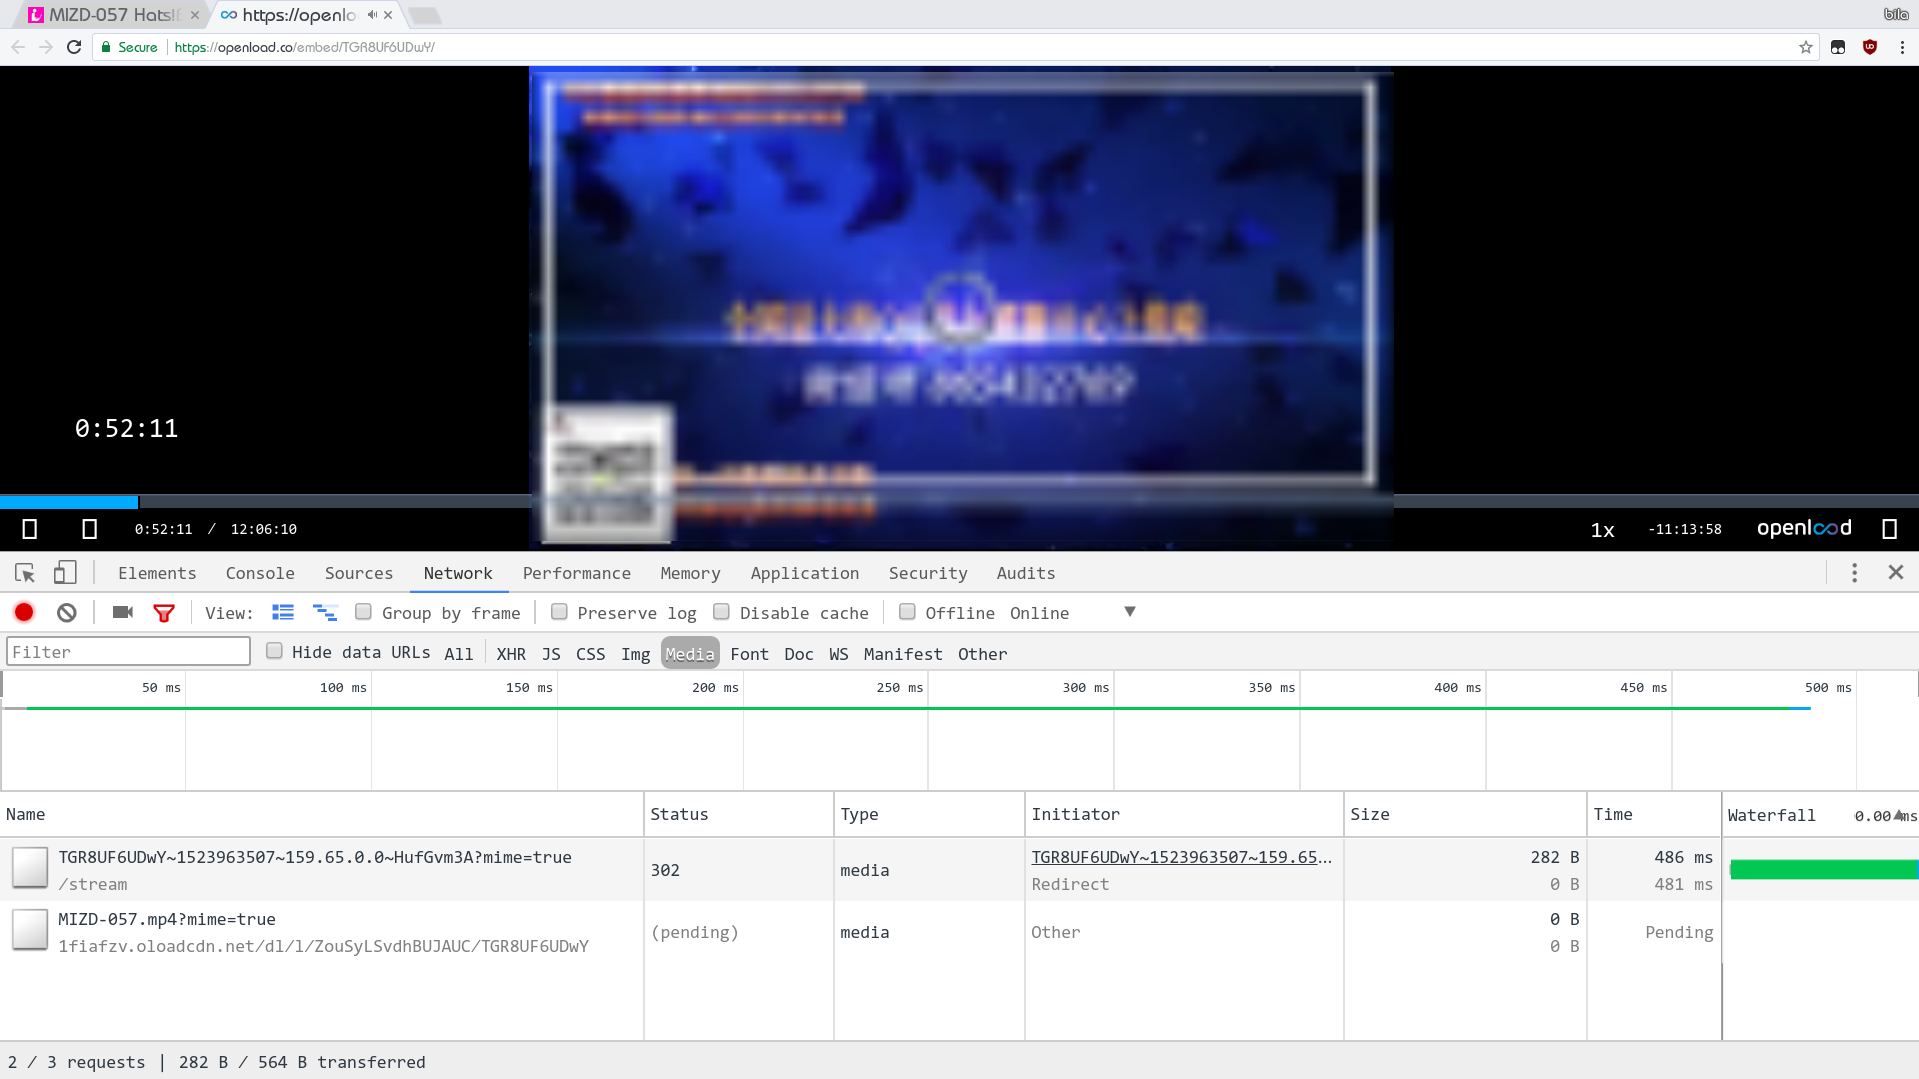 MIZD-057 Hats
https://openlo
bila
Secure
https://openload.co/embed/TGR8UF6UDwY/
0:52:11
0:52:11 / 12:06:10
1x
-11:13:58
openload
Elements
Console
Sources
Network
Performance
Memory
Application
Security
Audits
View:
Group by frame
Preserve log
Disable cache
Offline
Online
Filter
Hide data URLs
All
XHR
JS
CSS
Img
Media
Font
Doc
WS
Manifest
Other
50 ms
100 ms
150 ms
200 ms
250 ms
300 ms
350 ms
400 ms
450 ms
500 ms
Name
Status
Type
Initiator
Size
Time
Waterfall
0.00 ms
TGR8UF6UDwY~1523963507~159.65.0.0~HufGvm3A?mime=true
/stream
302
media
TGR8UF6UDwY~1523963507~159.65...
Redirect
282 B
0 B
486 ms
481 ms
MIZD-057.mp4?mime=true
1fiafzv.oloadcdn.net/dl/l/ZouSyLSvdhBUJAUC/TGR8UF6UDwY
(pending)
media
Other
0 B
0 B
Pending
2 / 3 requests | 282 B / 564 B transferred